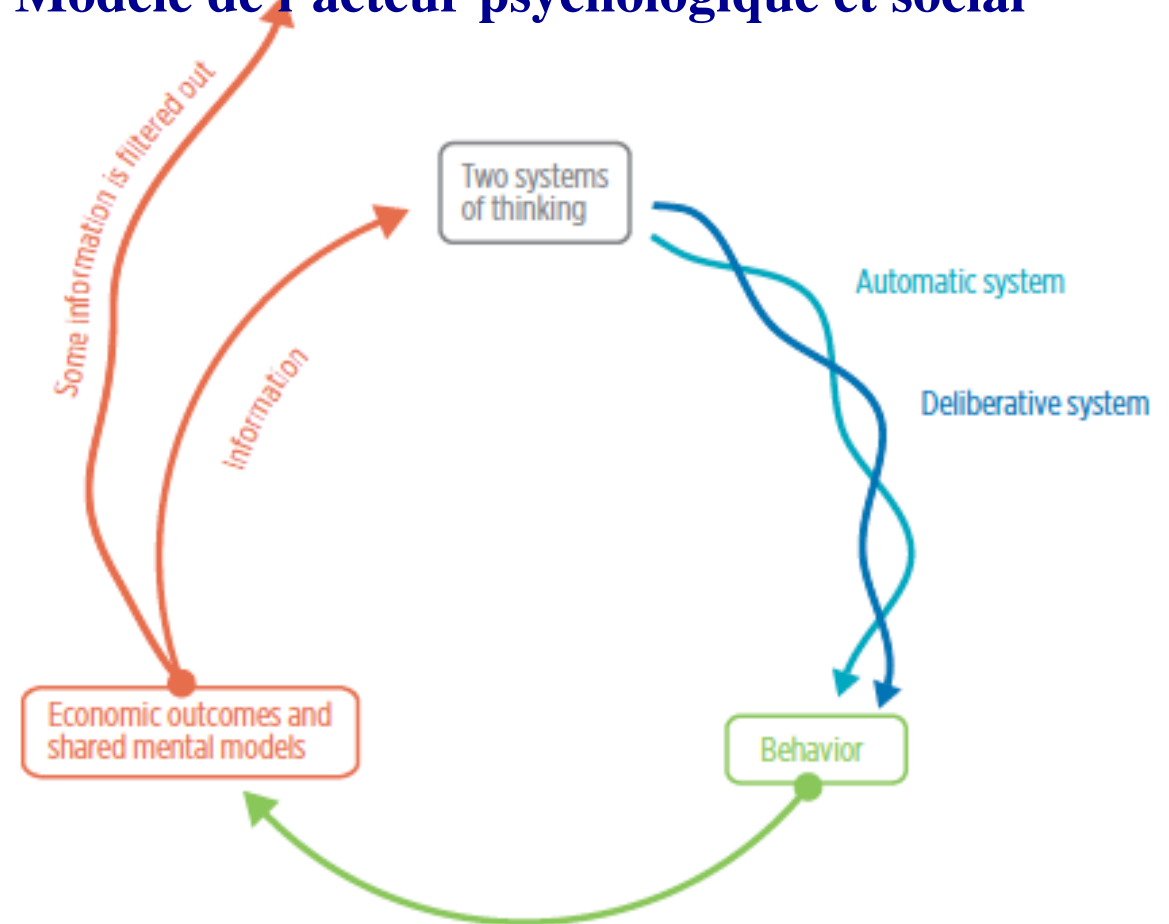 Modèle de l'acteur psychologique et social
Some information is filtered out
Two systems
of thinking
Automatic system
Information
Deliberative system
Economic outcomes and
shared mental models
Behavior